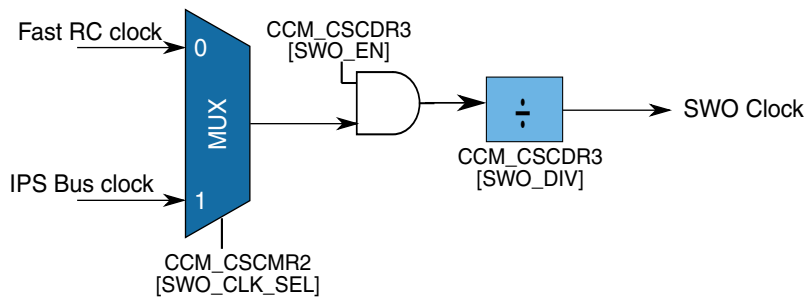 Fast RC clock
0
CCM_CSCDR3
[SWO_EN]
MUX
÷
SWO Clock
CCM_CSCDR3
[SWO_DIV]
IPS Bus clock
1
CCM_CSCMR2
[SWO_CLK_SEL]